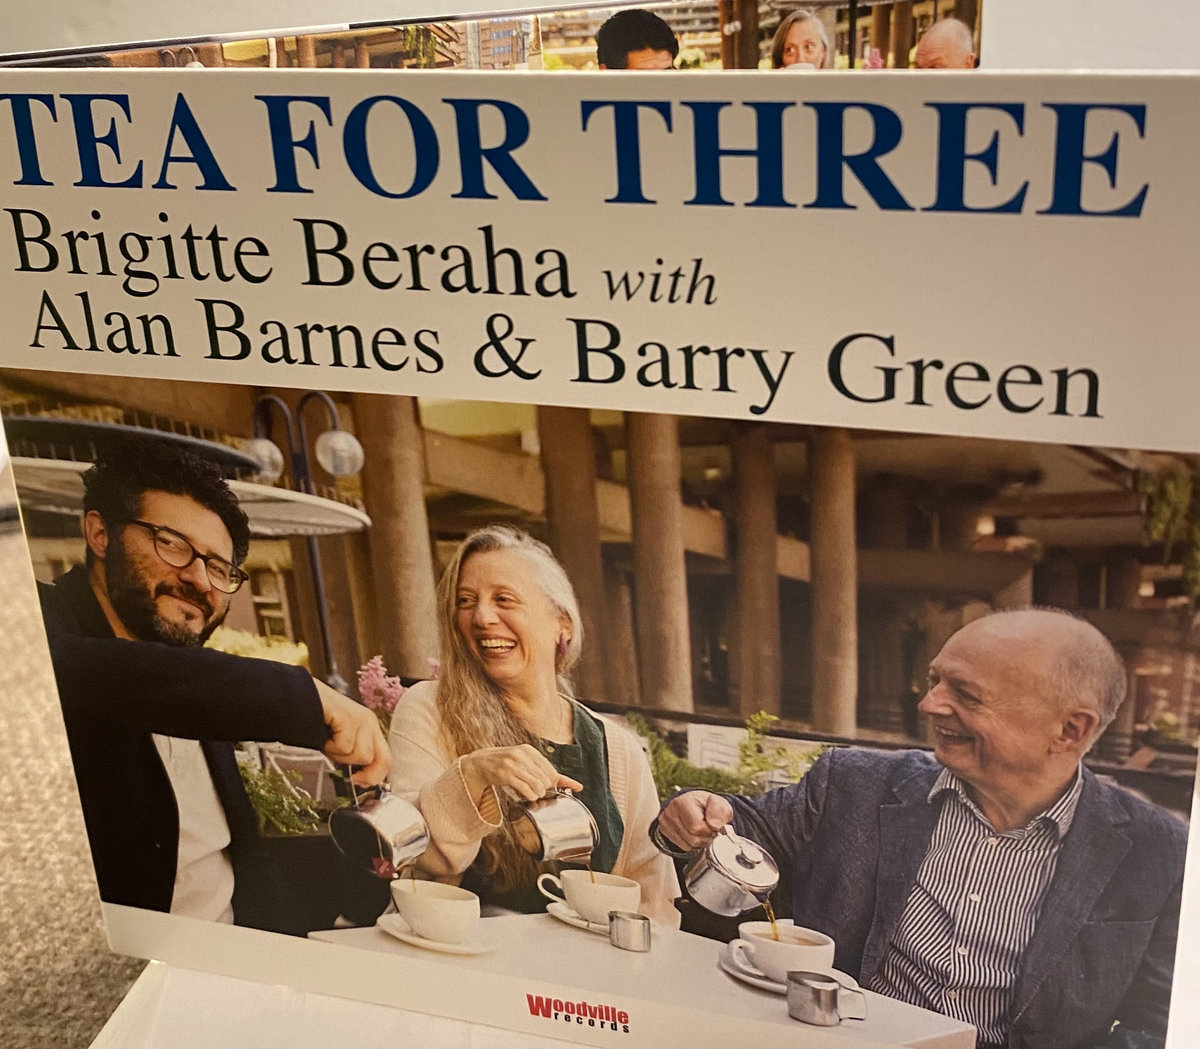 TEA FOR THREE
Brigitte Beraha with
Alan Barnes & Barry Green
Woodville
records